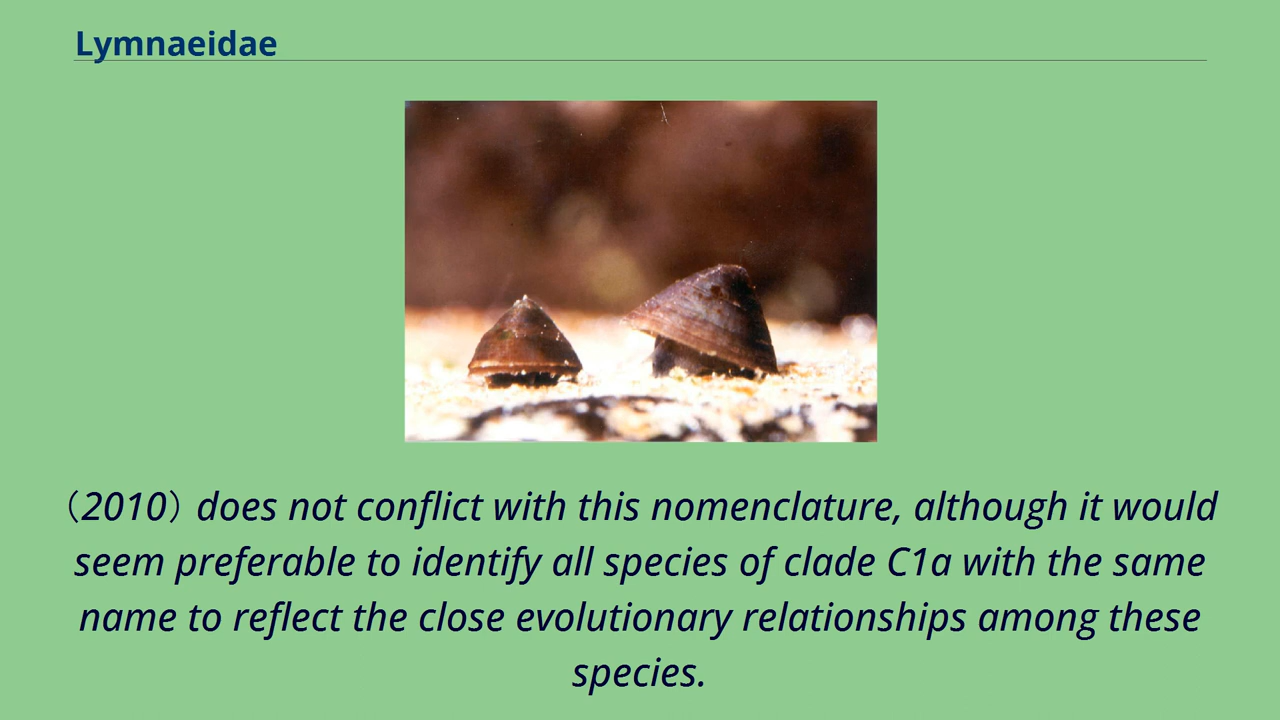 Lymnaeidae
（2010）does not conflict with this nomenclature, although it would
seem preferable to identify all species of clade C1a with the same
name to reflect the close evolutionary relationships among these
species.